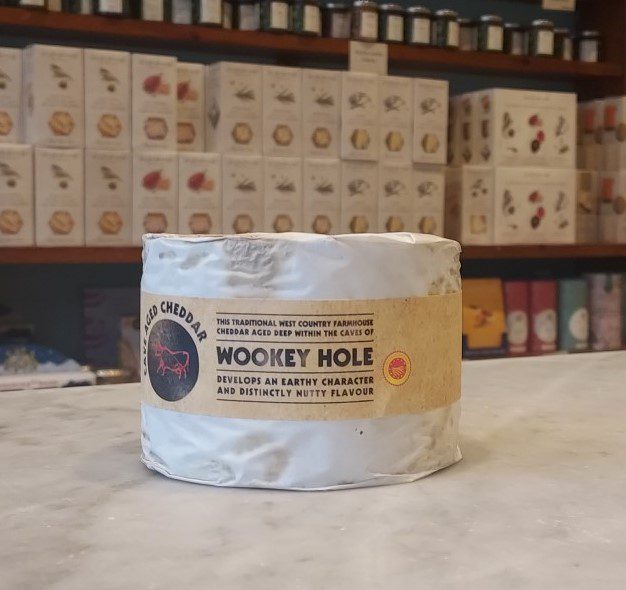 CAVE AGED CHEDDAR
THIS TRADITIONAL WEST COUNTRY FARMHOUSE
CHEDDAR AGED DEEP WITHIN THE CAVES OF
WOOKEY HOLE
DEVELOPS AN EARTHY CHARACTER
AND DISTINCTLY NUTTY FLAVOUR